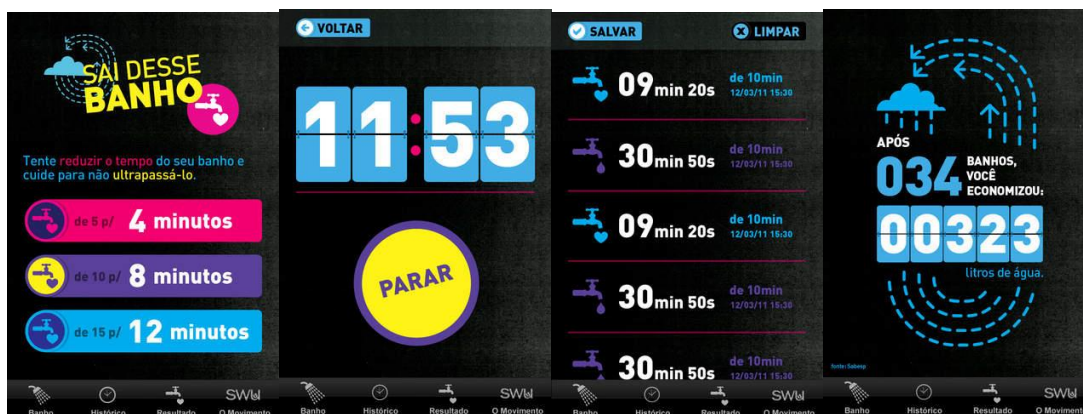 SAI DESSE
BANHO
Tente reduzir o tempo do seu banho e
cuide para não ultrapassá-lo.
de 5 p/ 4 minutos
de 10 p/ 8 minutos
de 15 p/ 12 minutos
Banho Histórico Resultado SWU O Movimento
VOLTAR
11:53
PARAR
Banho Histórico Resultado SWU O Movimento
SALVAR LIMPAR
09min 20s de 10min
12/03/11 15:30
30min 50s de 10min
12/03/11 15:30
09min 20s de 10min
12/03/11 15:30
30min 50s de 10min
12/03/11 15:30
30min 50s de 10min
12/03/11 15:30
Banho Histórico Resultado SWU O Movimento
APÓS
034 BANHOS,
VOCÊ
ECONOMIZOU:
00323
litros de água.
fonte: Sabesp
Banho Histórico Resultado SWU O Movimento